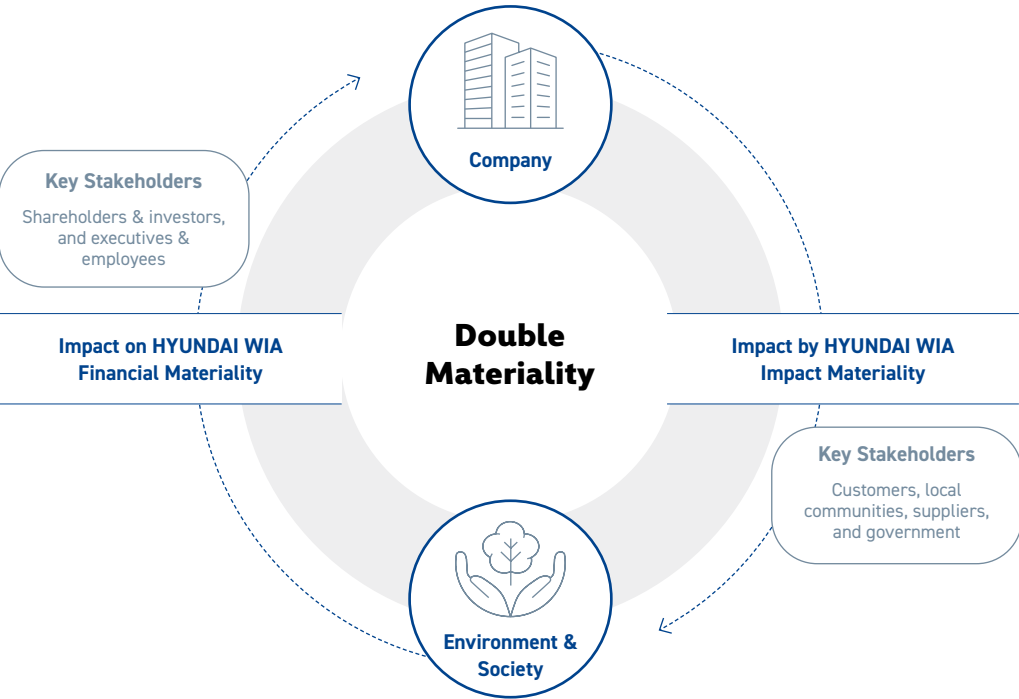 Company
Key Stakeholders
Shareholders & investors,
and executives &
employees
Impact on HYUNDAI WIA
Financial Materiality
Double
Materiality
Impact by HYUNDAI WIA
Impact Materiality
Key Stakeholders
Customers, local
communities, suppliers,
and government
Environment &
Society